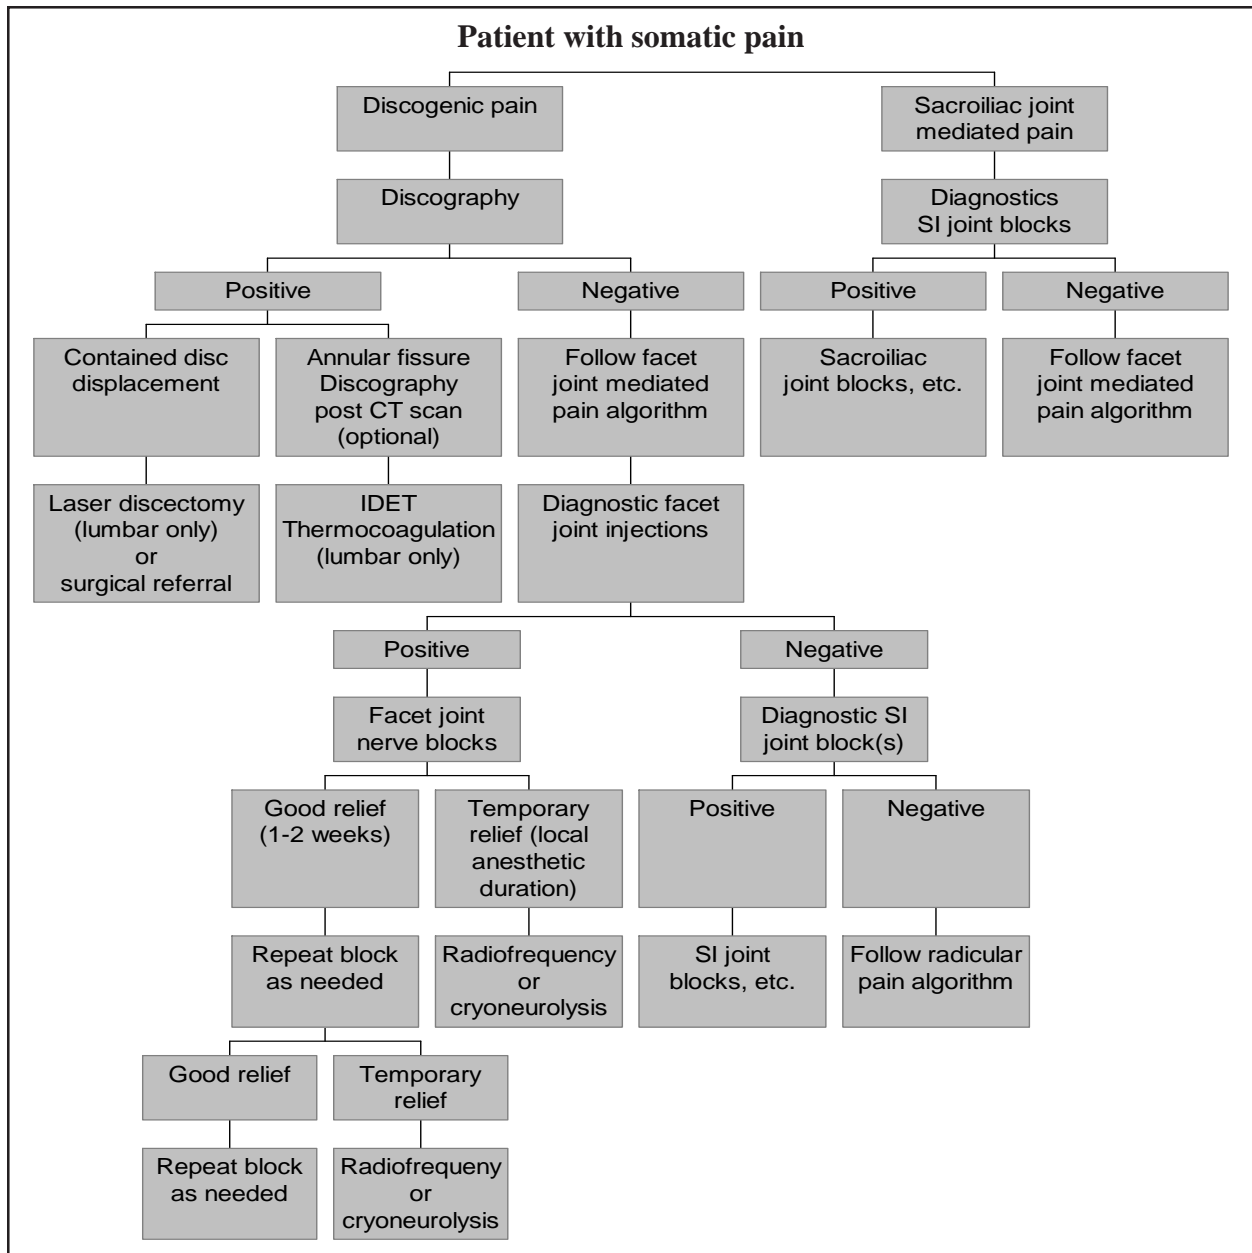 Patient with somatic pain
Discogenic pain
Sacroiliac joint
mediated pain
Discography
Diagnostics
SI joint blocks
Positive
Negative
Positive
Negative
Contained disc
displacement
Annular fissure
Discography
post CT scan
(optional)
Follow facet
joint mediated
pain algorithm
Sacroiliac
joint blocks, etc.
Follow facet
joint mediated
pain algorithm
Laser discectomy
(lumbar only)
or
surgical referral
IDET
Thermocoagulation
(lumbar only)
Diagnostic facet
joint injections
Positive
Negative
Facet joint
nerve blocks
Diagnostic SI
joint block(s)
Good relief
(1-2 weeks)
Temporary
relief (local
anesthetic
duration)
Positive
Negative
Repeat block
as needed
Radiofrequency
or
cryoneurolysis
SI joint
blocks, etc.
Follow radicular
pain algorithm
Good relief
Temporary
relief
Repeat block
as needed
Radiofrequeny
or
cryoneurolysis